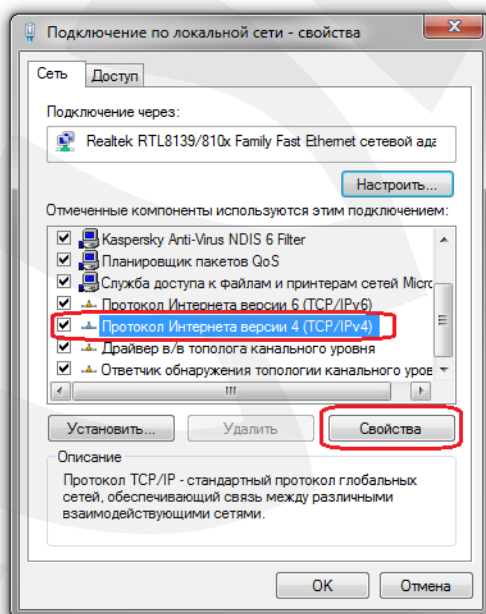 Подключение по локальной сети - свойства
Сеть
Доступ
Подключение через:
Realtek RTL8139/810x Family Fast Ethernet сетевой ада
Настроить...
Отмеченные компоненты используются этим подключением:
Kaspersky Anti-Virus NDIS 6 Filter
Планировщик пакетов QoS
Служба доступа к файлам и принтерам сетей Micro
Протокол Интернета версии 6 (TCP/IPv6)
Протокол Интернета версии 4 (TCP/IPv4)
Драйвер в/в тополога канального уровня
Ответчик обнаружения топологии канального уров
Установить...
Удалить
Свойства
Описание
Протокол TCP/IP - стандартный протокол глобальных
сетей, обеспечивающий связь между различными
взаимодействующими сетями.
OK
Отмена